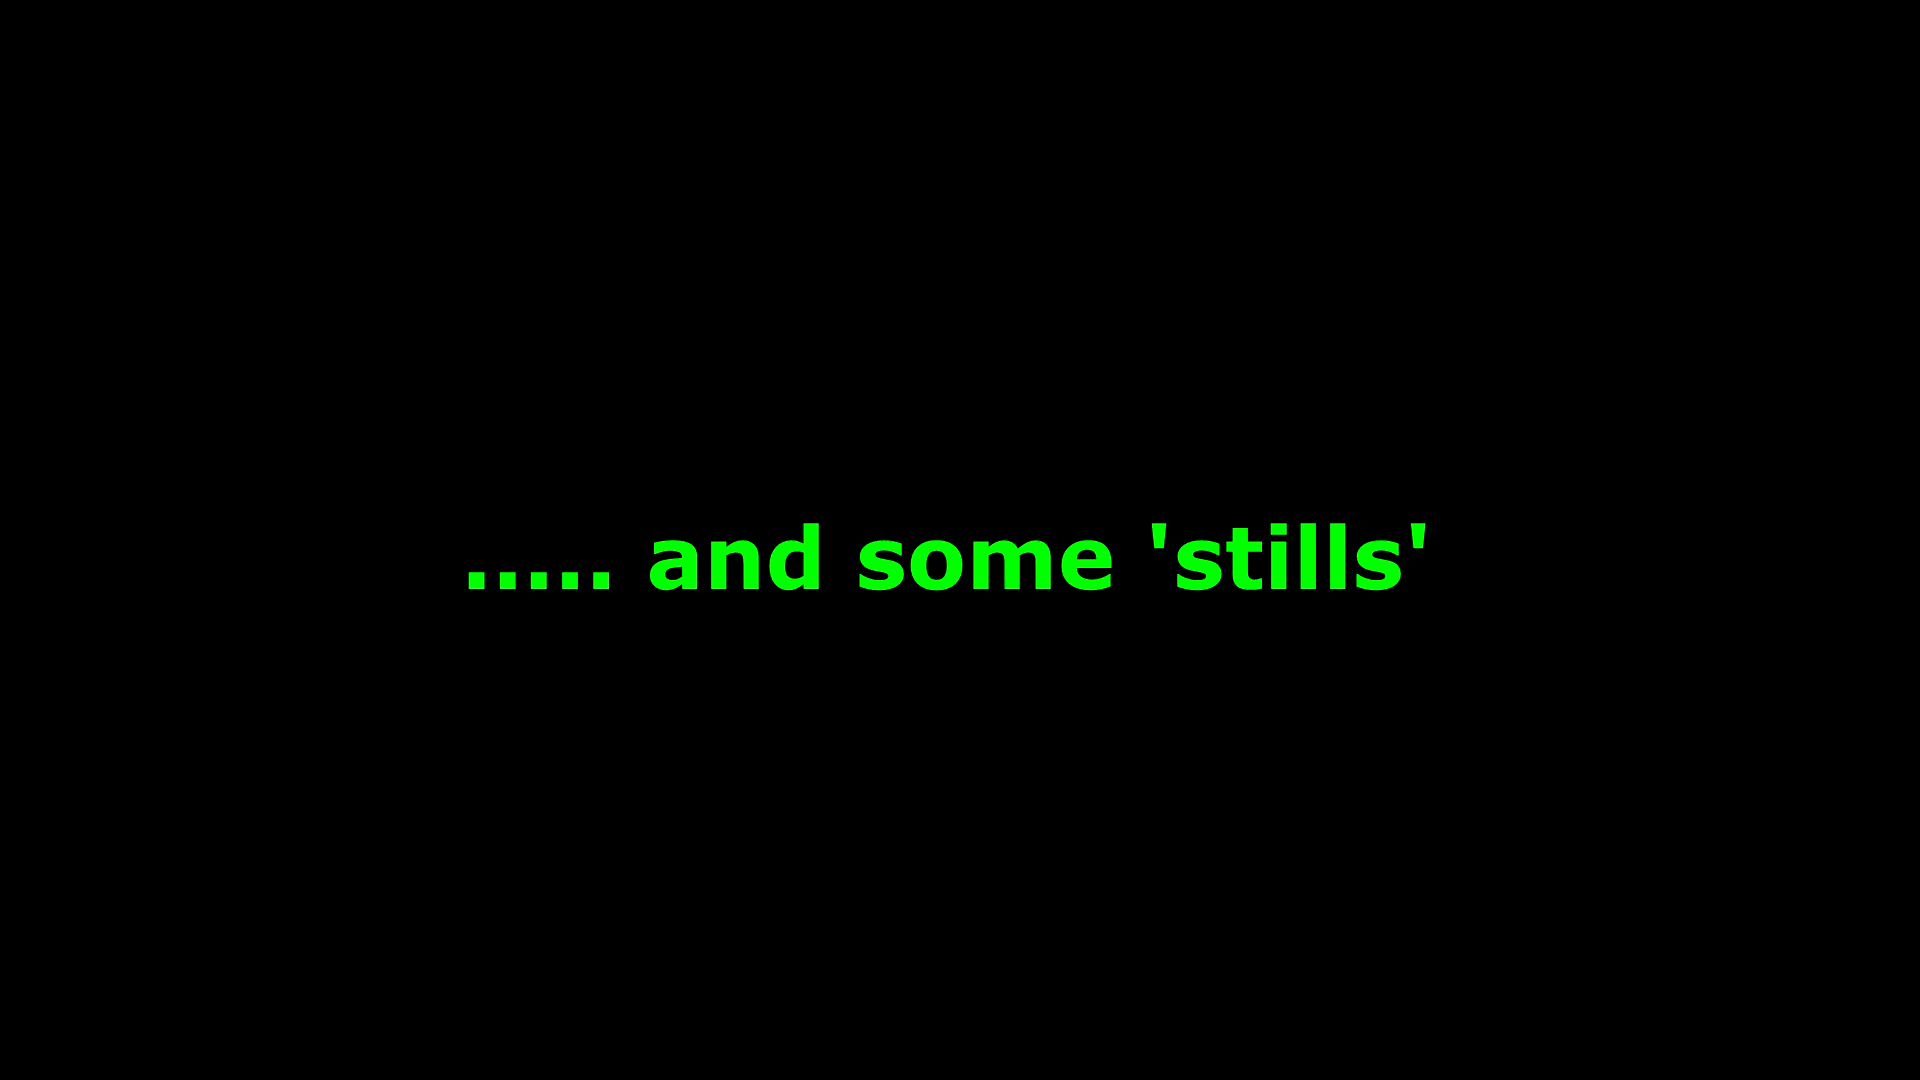 ..... and some 'stills'